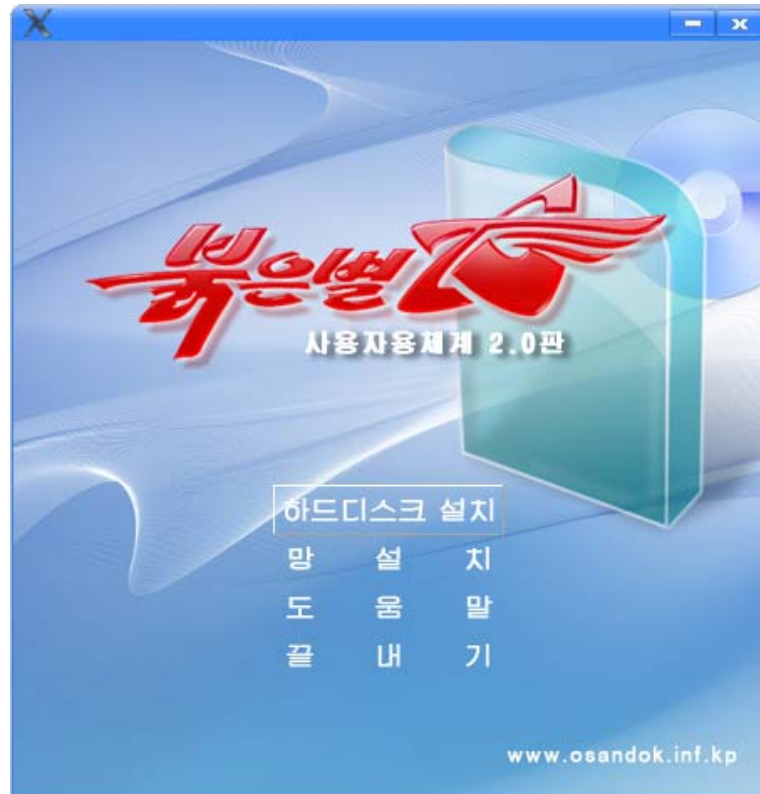 붉은별
사용자용체계 2.0판
하드디스크 설치
망 설 치
도 움 말
끝 내 기
www.osandok.inf.kp